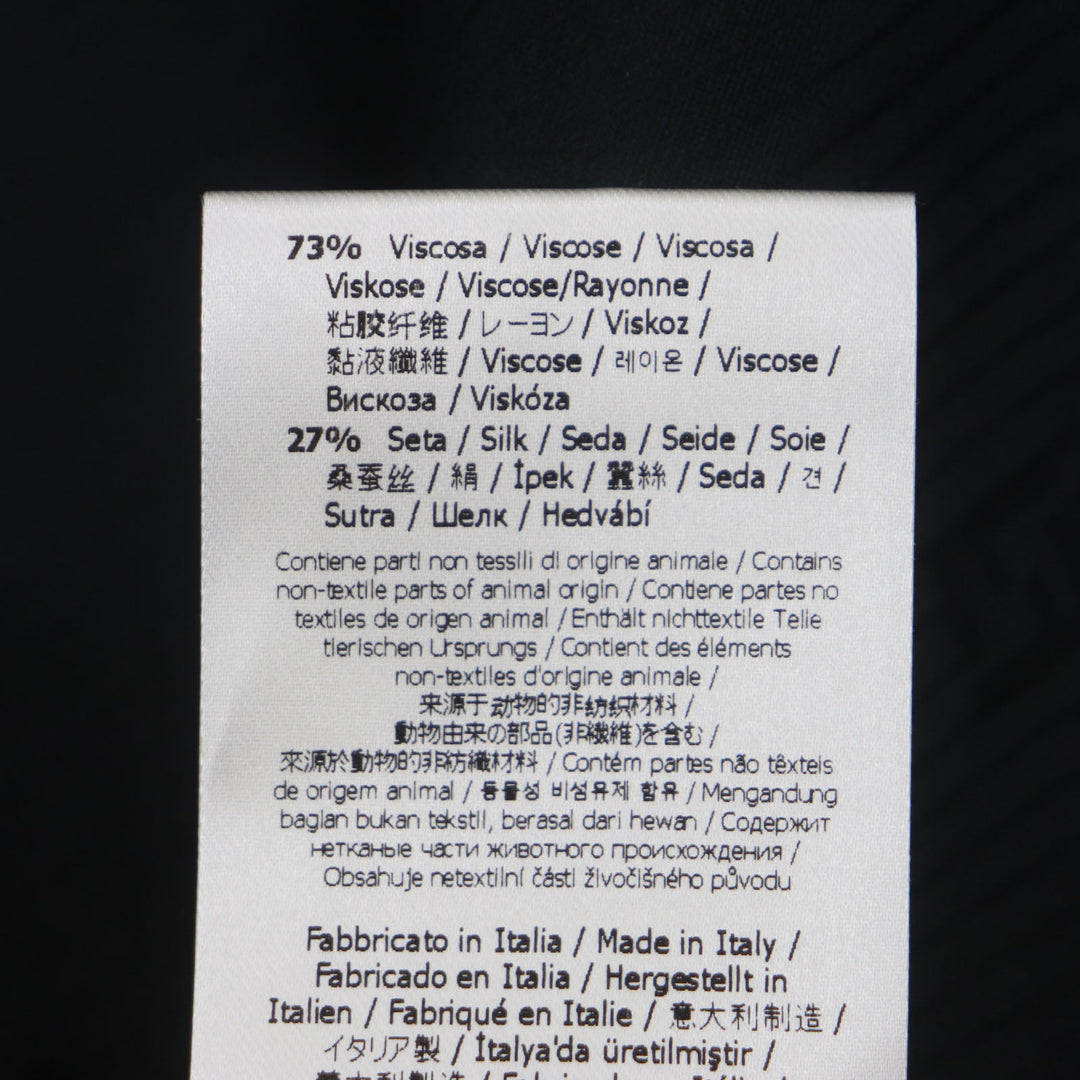 73% Viscosa / Viscose / Viscosa /
Viskose / Viscose/Rayonne /
粘胶纤维 / レーヨン / Viskoz /
黏液纖維 / Viscose / 레이온 / Viscose /
Вискоза / Viskóza
27% Seta / Silk / Seda / Seide / Soie /
桑蚕丝 / 絹 / İpek / 蠶絲 / Seda / 견 /
Sutra / Шелк / Hedvábí
Contiene parti non tessili di origine animale / Contains
non-textile parts of animal origin / Contiene partes no
textiles de origen animal / Enthält nichttextile Telie
tierischen Ursprungs / Contient des éléments
non-textiles d'origine animale /
来源于动物的非纺织材料 /
動物由来の部品(非繊維)を含む /
來源於動物的非紡織材料 / Contém partes não têxteis
de origem animal / 동물성 비섬유제 함유 / Mengandung
bagian bukan tekstil, berasal dari hewan / Содержит
нетканые части животного происхождения /
Obsahuje netextilní části živočišného původu
Fabbricato in Italia / Made in Italy /
Fabricado en Italia / Hergestellt in
Italien / Fabriqué en Italie / 意大利制造 /
イタリア製 / İtalya'da üretilmiştir /